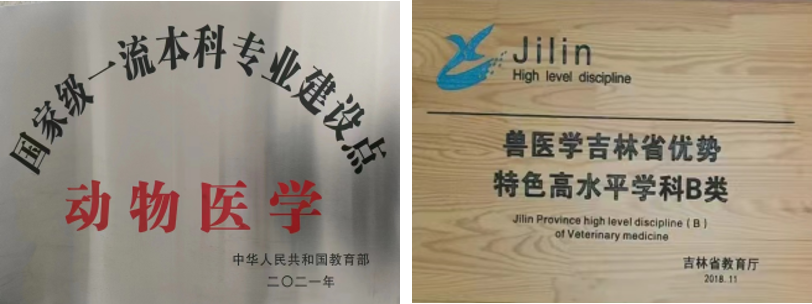 国家级一流本科专业建设点
动物医学
中华人民共和国教育部
二〇二一年
Jilin
High level discipline
兽医学吉林省优势
特色高水平学科B类
Jilin Province high level discipline (B)
of Veterinary medicine
吉林省教育厅
2018.11